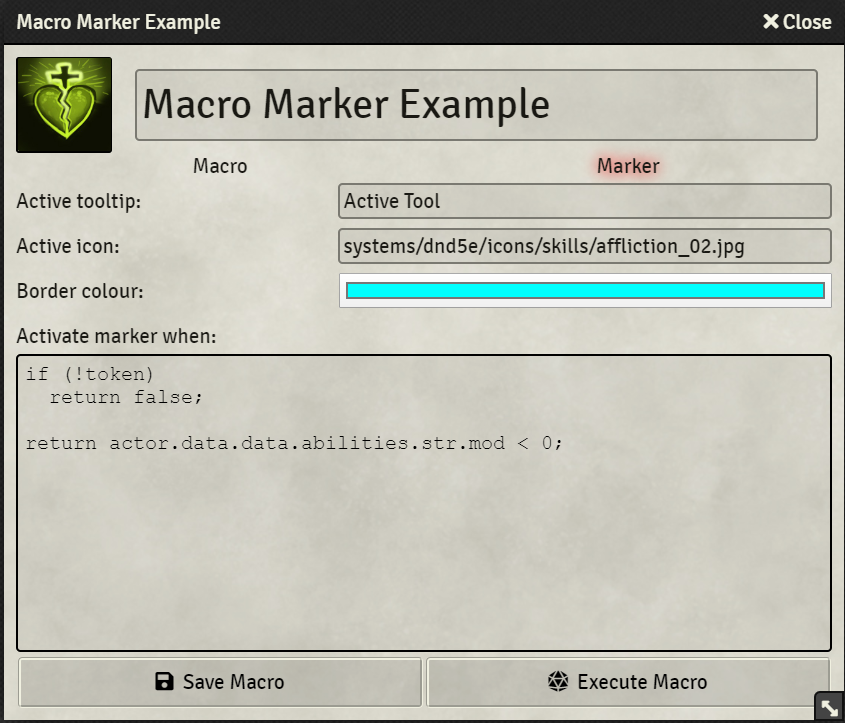 Macro Marker Example
Close
Macro Marker Example
Macro
Marker
Active tooltip:
Active Tool
Active icon:
systems/dnd5e/icons/skills/affliction_02.jpg
Border colour:
Activate marker when:
if (!token)
  return false;
return actor.data.data.abilities.str.mod < 0;
Save Macro
Execute Macro